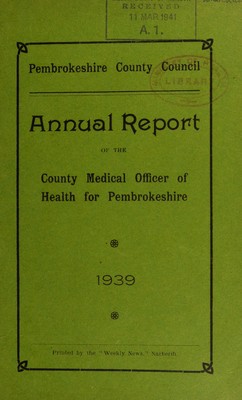 RECEIVED
11 MAR 1941
A. 1.
Pembrokeshire County Council
LIBRARY
Annual Report
OF THE
County Medical Officer of
Health for Pembrokeshire
1939
Printed by the "Weekly News," Narberth.